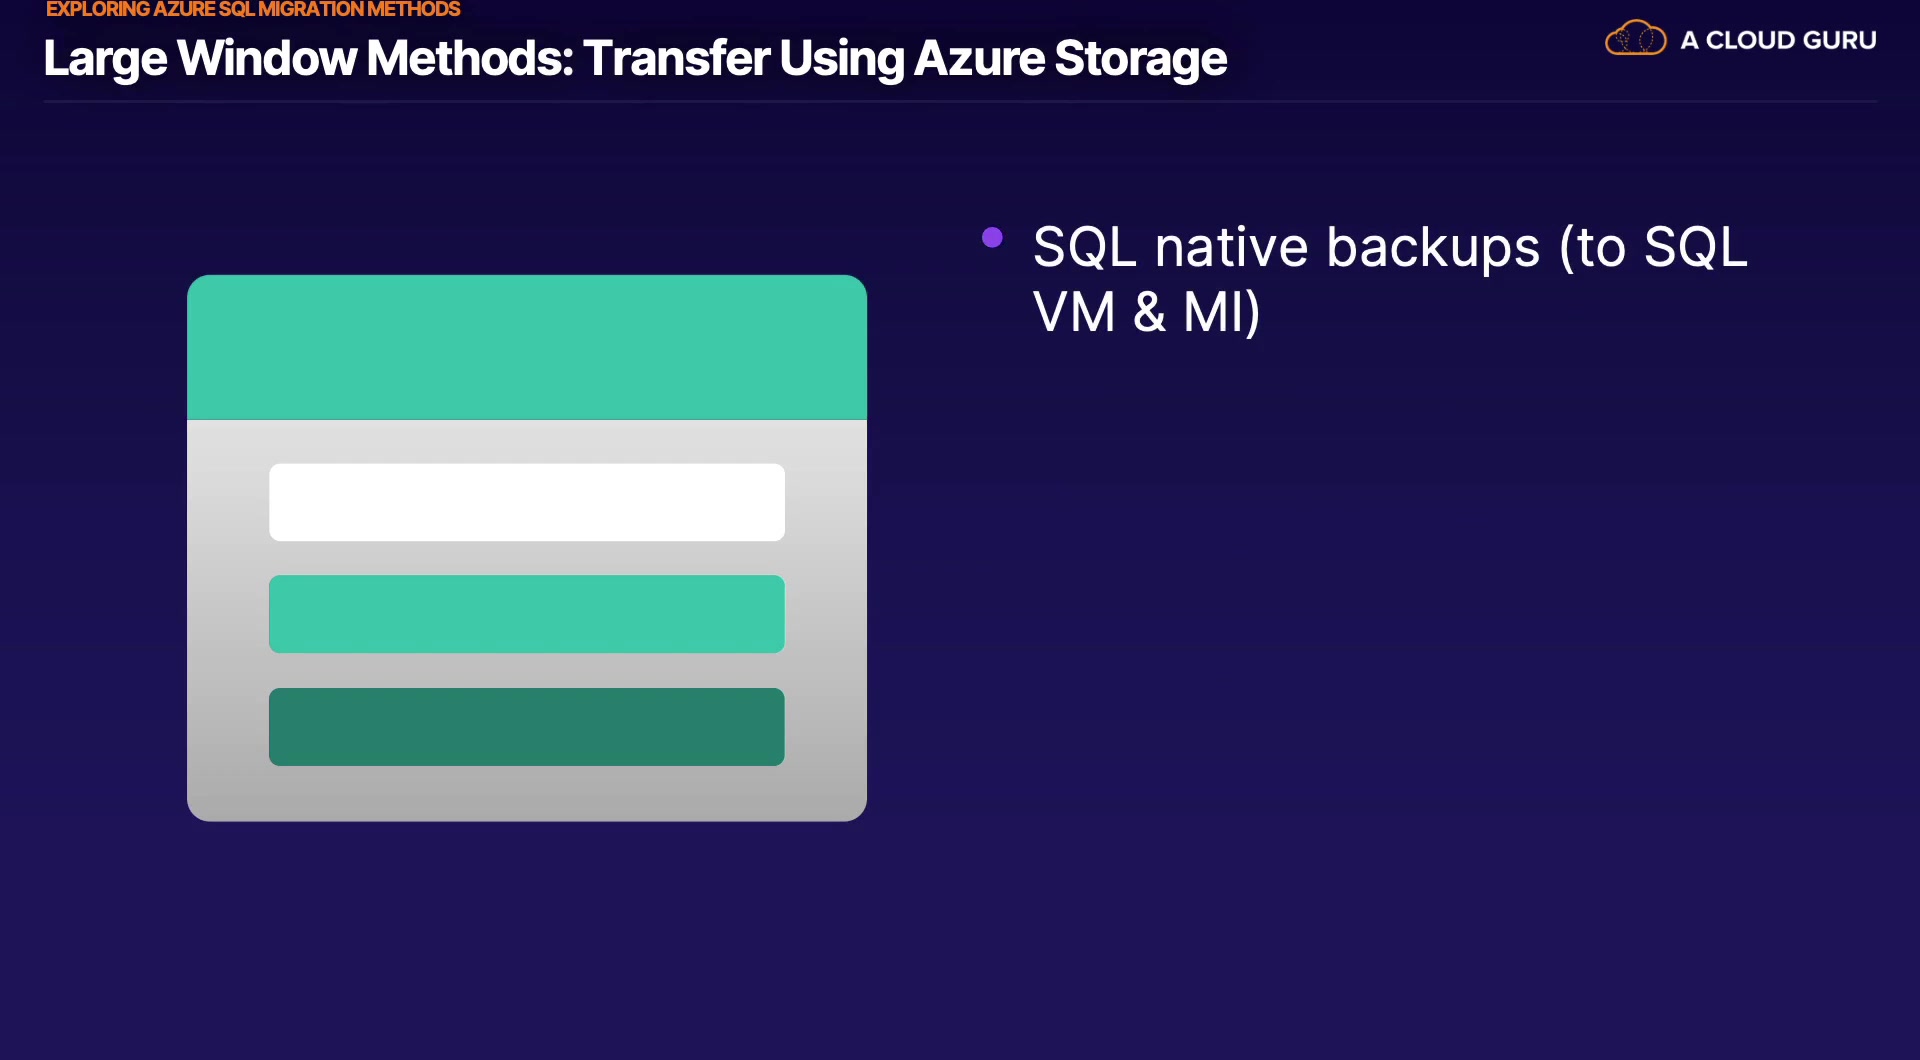 EXPLORING AZURE SQL MIGRATION METHODS
Large Window Methods: Transfer Using Azure Storage
A CLOUD GURU
SQL native backups (to SQL
VM & MI)